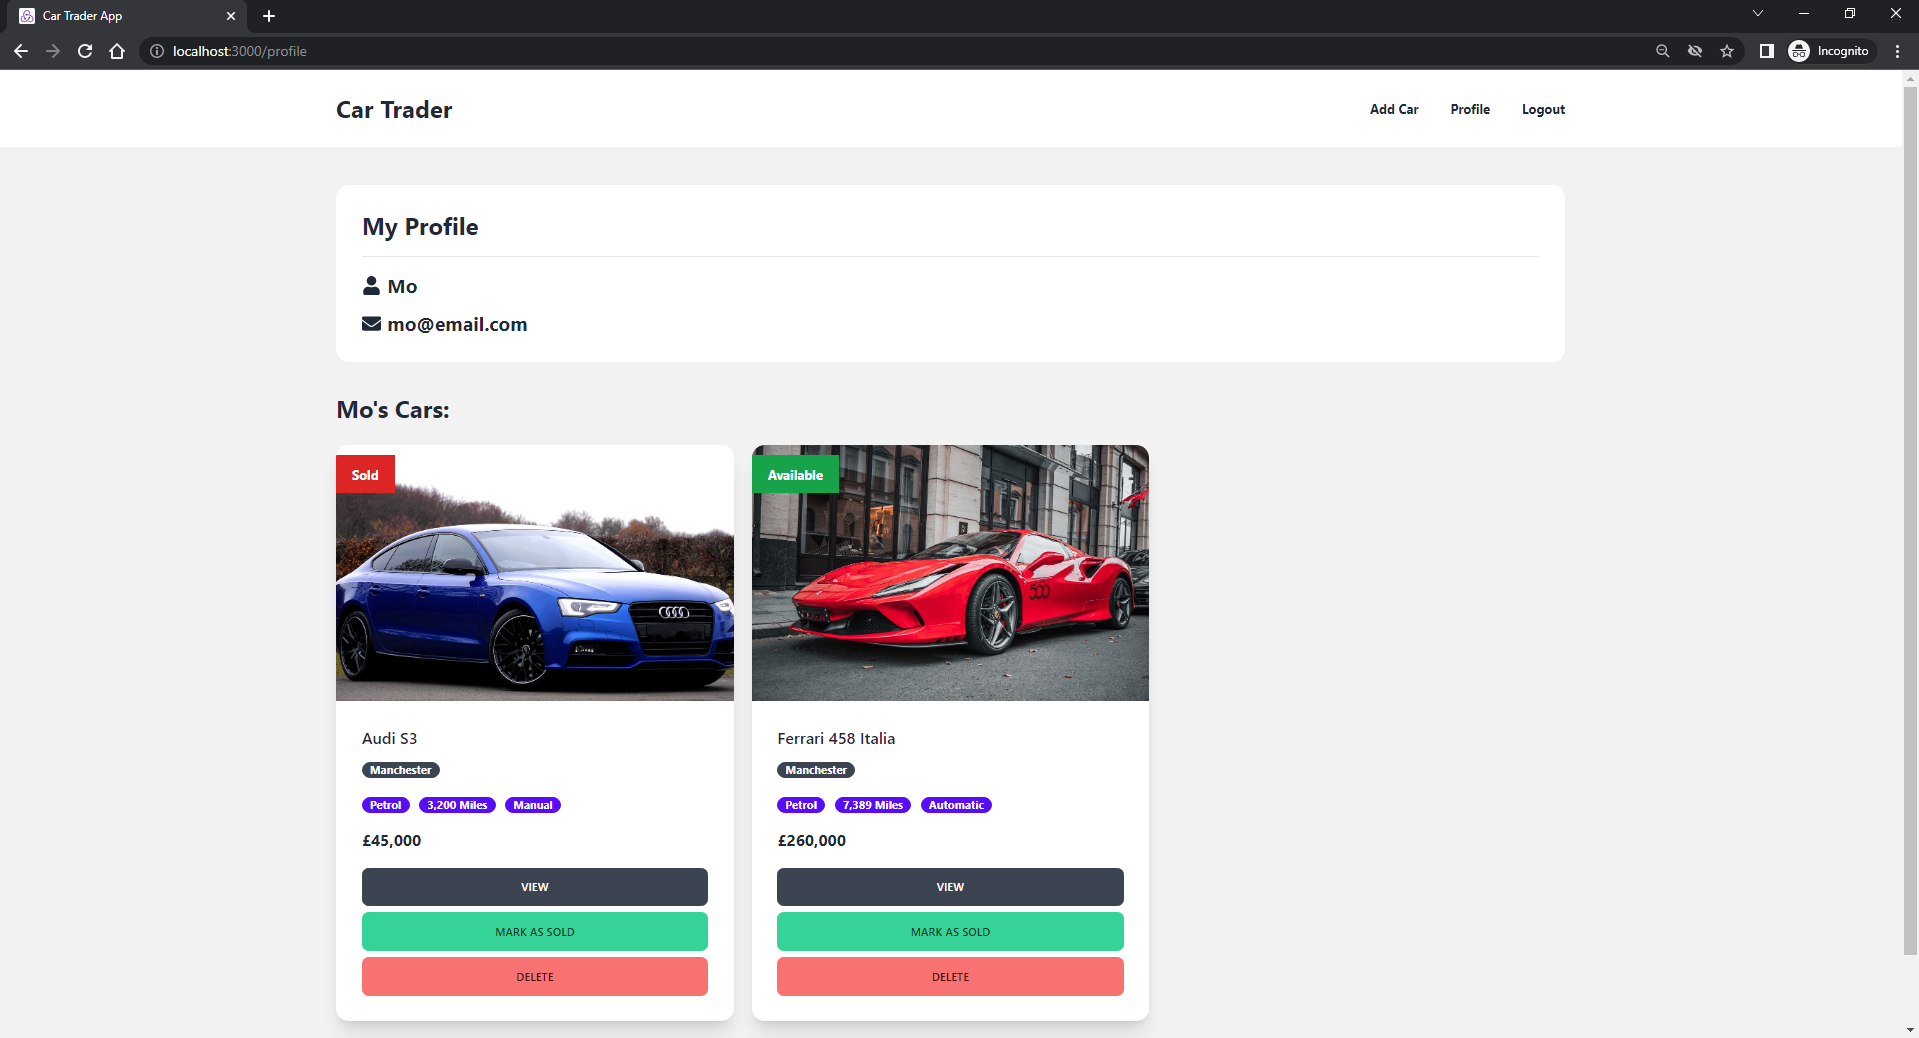 Car Trader App
localhost:3000/profile
Incognito
Car Trader
Add Car
Profile
Logout
My Profile
Mo
mo@email.com
Mo's Cars:
Sold
Available
500
Audi S3
Manchester
Petrol
3,200 Miles
Manual
£45,000
VIEW
MARK AS SOLD
DELETE
Ferrari 458 Italia
Manchester
Petrol
7,389 Miles
Automatic
£260,000
VIEW
MARK AS SOLD
DELETE